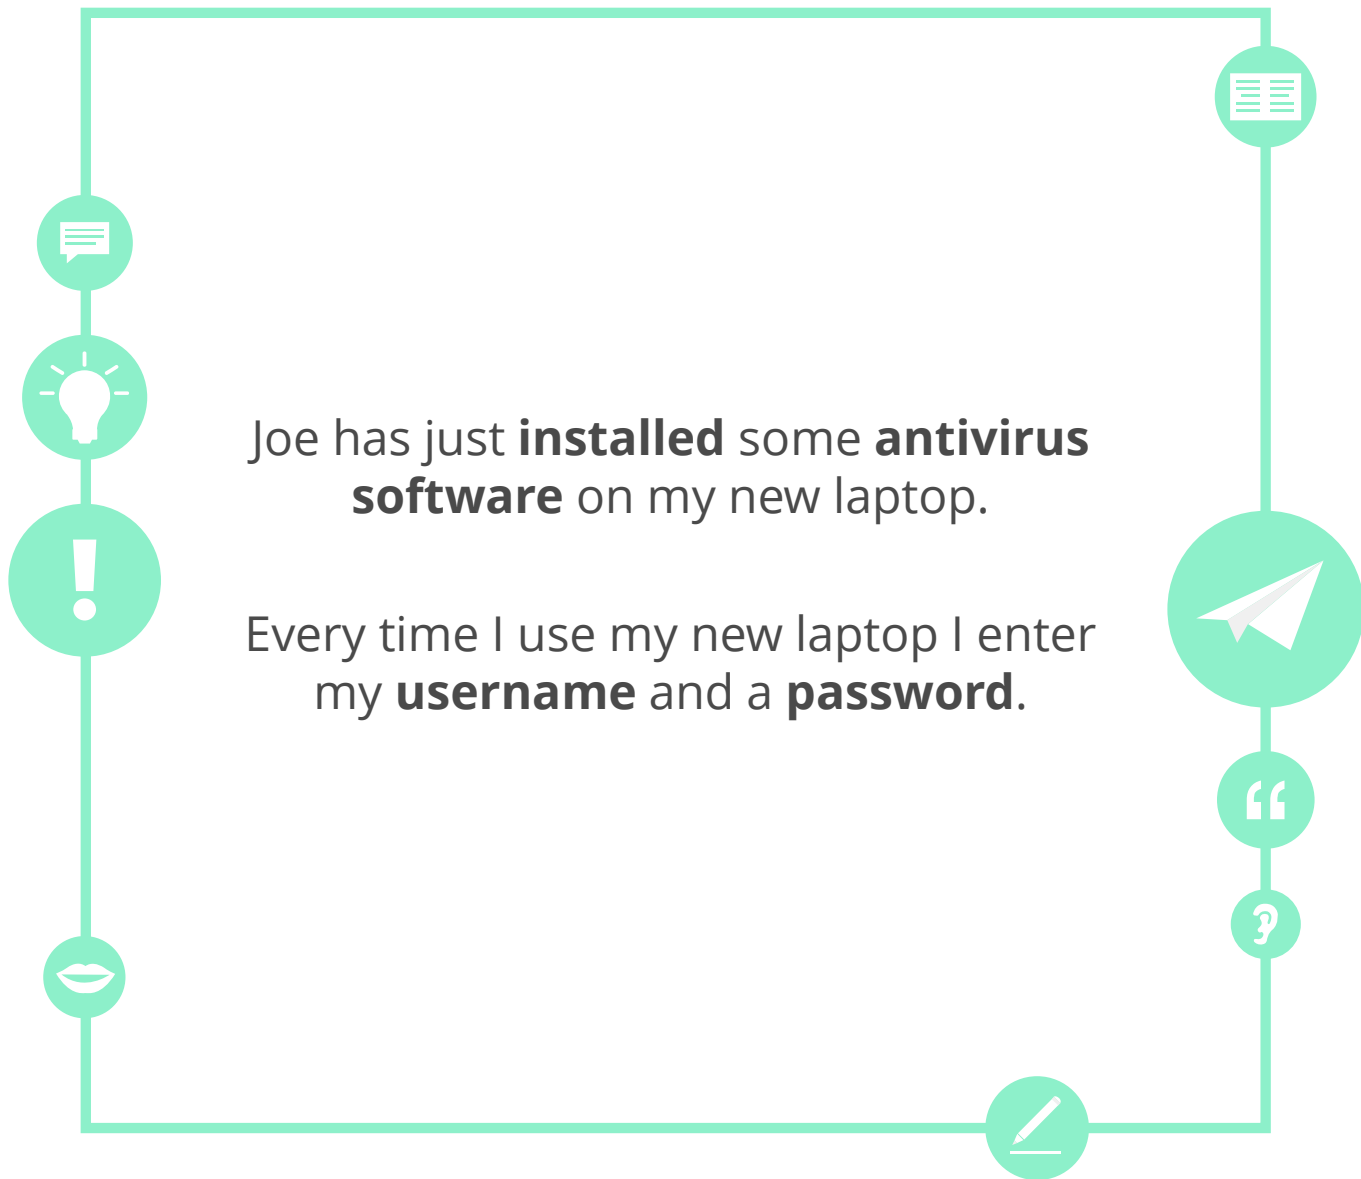 Joe has just installed some antivirus
software on my new laptop.
Every time I use my new laptop I enter
my username and a password.